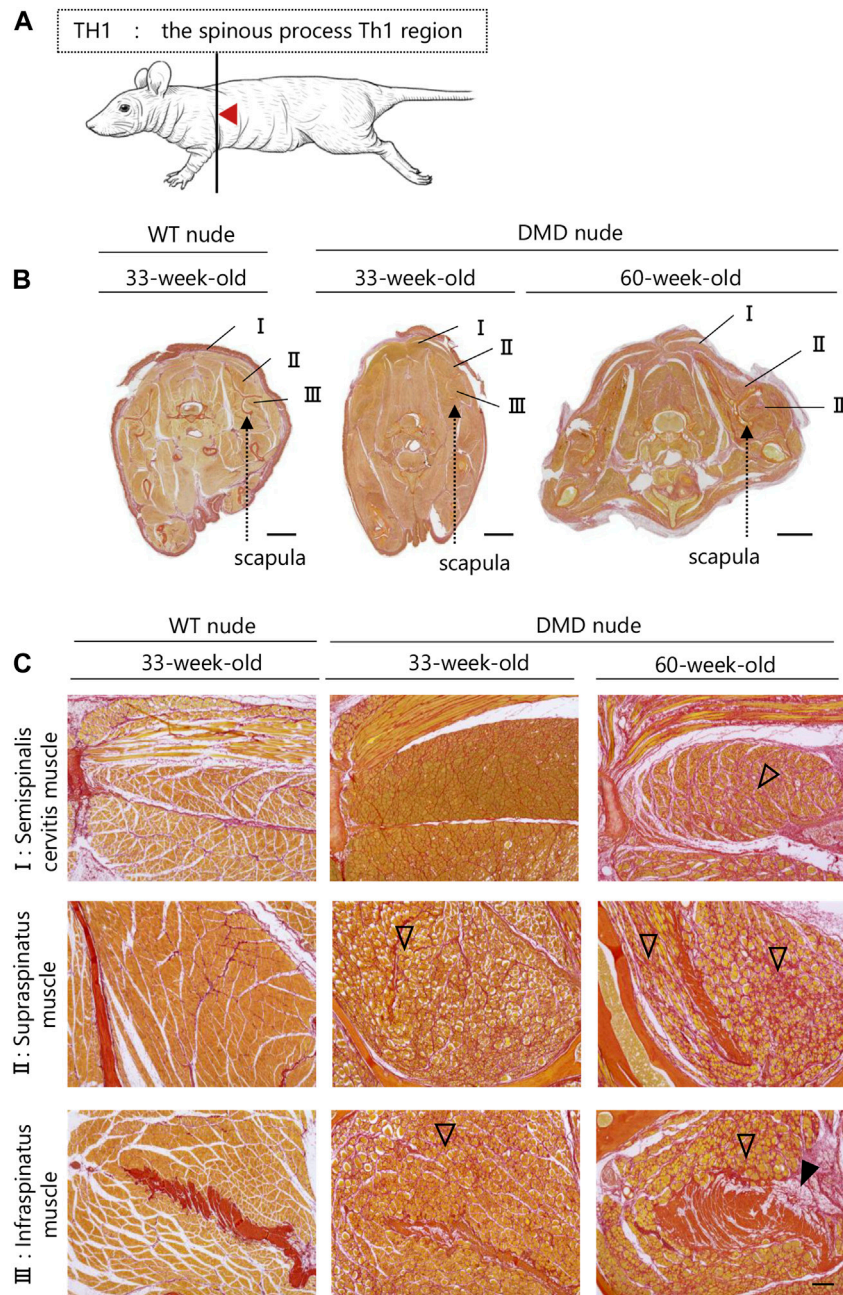 A
TH1 : the spinous process Th1 region
B
WT nude
DMD nude
33-week-old
33-week-old
60-week-old
I
II
III
scapula
I
II
III
scapula
I
II
II
scapula
C
WT nude
DMD nude
33-week-old
33-week-old
60-week-old
I : Semispinalis
cervitis muscle
II : Supraspinatus
muscle
III : Infraspinatus
muscle